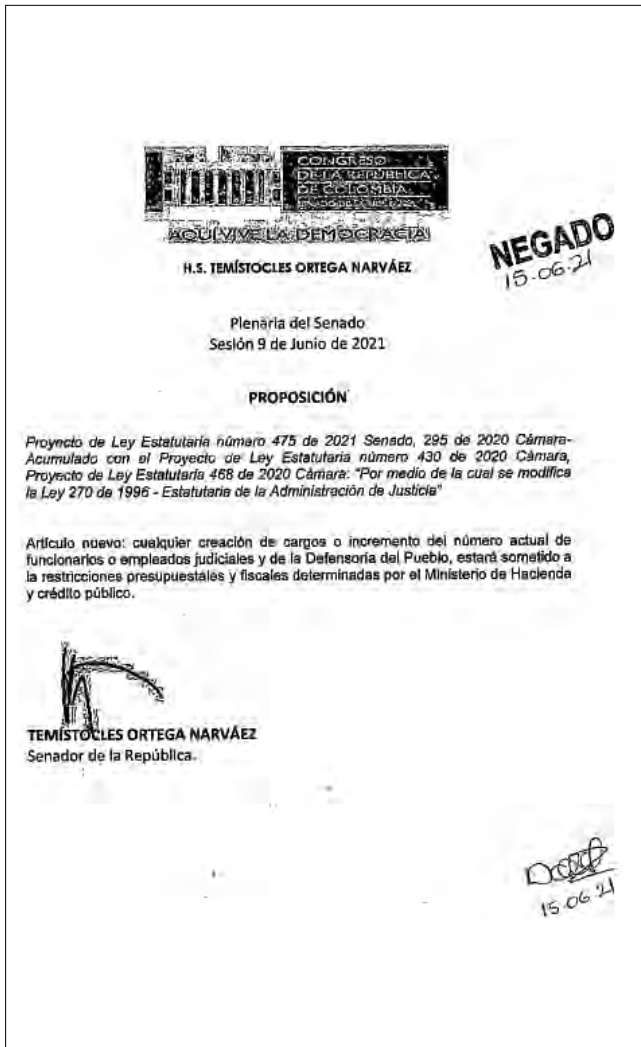 CONGRESO
DE LA REPÚBLICA
DE COLOMBIA
AQUÍ VIVE LA DEMOCRACIA
H.S. TEMÍSTOCLES ORTEGA NARVÁEZ
NEGADO
15-06-21
Plenaria del Senado
Sesión 9 de Junio de 2021
PROPOSICIÓN
Proyecto de Ley Estatutaria número 475 de 2021 Senado, 295 de 2020 Cámara-
Acumulado con el Proyecto de Ley Estatutaria número 430 de 2020 Cámara,
Proyecto de Ley Estatutaria 468 de 2020 Cámara: "Por medio de la cual se modifica
la Ley 270 de 1996 - Estatutaria de la Administración de Justicia"
Artículo nuevo: cualquier creación de cargos o incremento del número actual de
funcionarios o empleados judiciales y de la Defensoría del Pueblo, estará sometido a
la restricciones presupuestales y fiscales determinadas por el Ministerio de Hacienda
y crédito público.
TEMÍSTOCLES ORTEGA NARVÁEZ
Senador de la República.
15-06-21